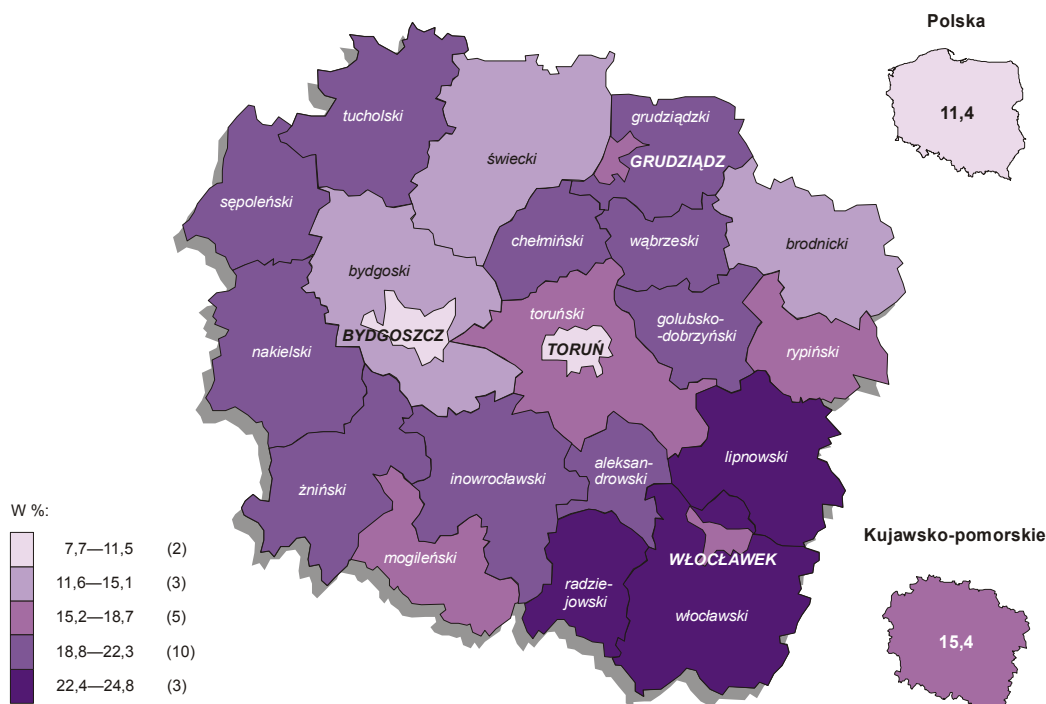 Polska
11,4
tucholski
grudziądzki
świecki
GRUDZIĄDZ
sępoleński
chełmiński
wąbrzeski
brodnicki
bydgoski
toruński
golubsko-
-dobrzyński
BYDGOSZCZ
TORUŃ
nakielski
rypiński
lipnowski
aleksan-
drowski
inowrocławski
żniński
W %:
7,7—11,5 (2)
11,6—15,1 (3)
15,2—18,7 (5)
18,8—22,3 (10)
22,4—24,8 (3)
mogileński
WŁOCŁAWEK
radzie-
jowski
włocławski
Kujawsko-pomorskie
15,4